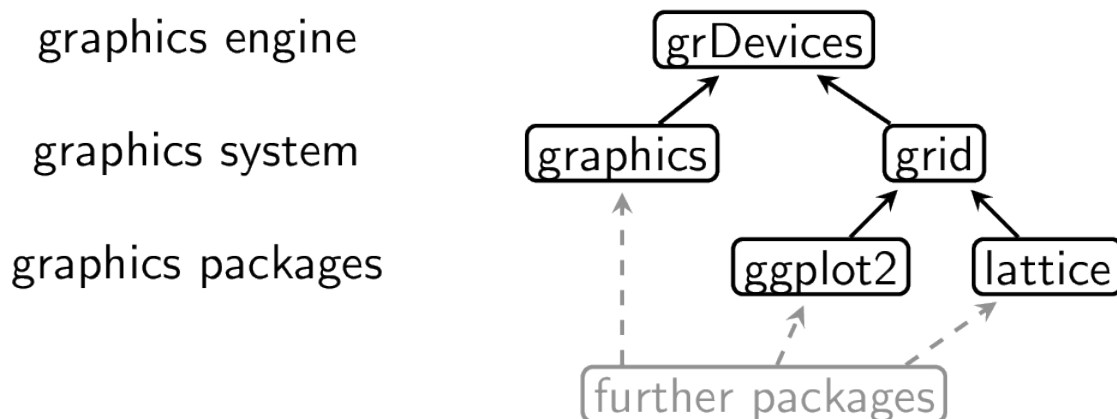 graphics engine grDevices
graphics system graphics grid
graphics packages ggplot2 lattice
further packages